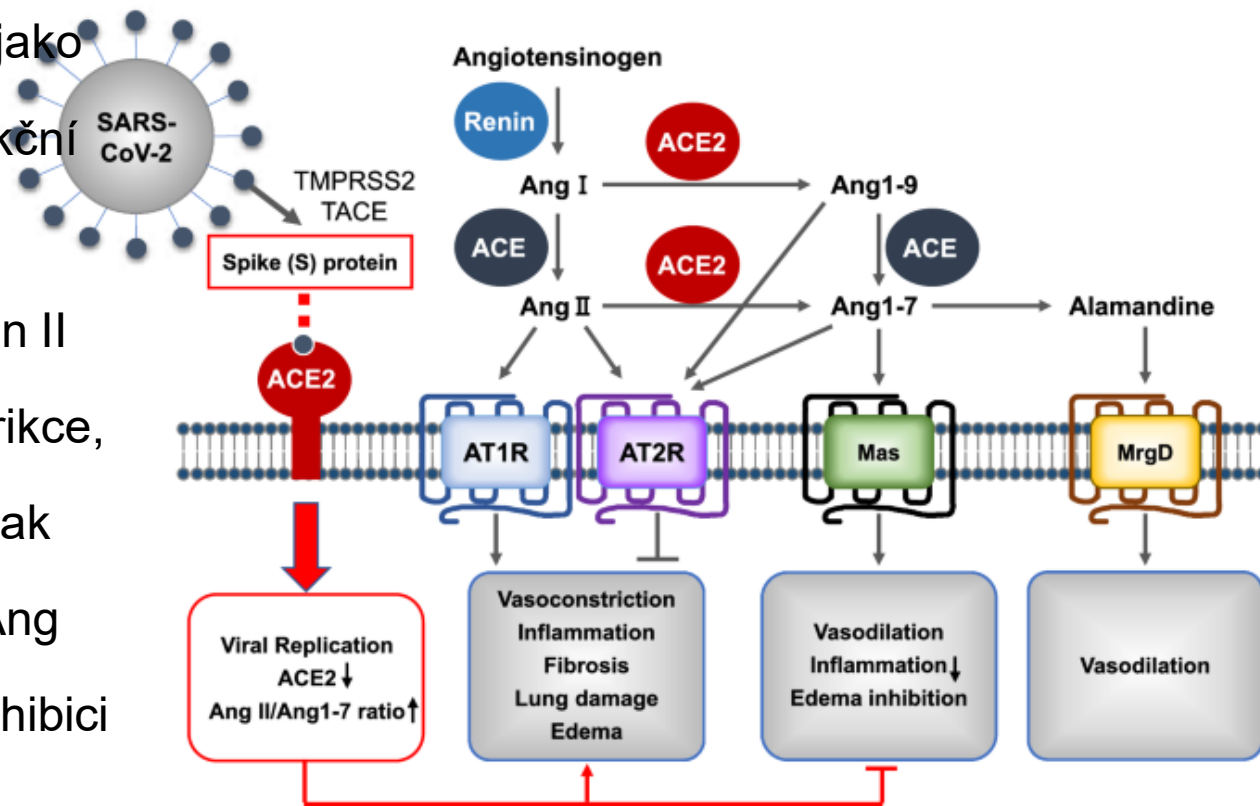 jako
kční
n II
rikce,
ak
Ang
hibici
SARS-
CoV-2
TMPRSS2
TACE
Spike (S) protein
ACE2
Viral Replication
ACE2↓
Ang II/Ang1-7 ratio↑
Angiotensinogen
Renin
ACE2
Ang I
Ang1-9
ACE
ACE2
ACE
Ang II
Ang1-7
Alamandine
AT1R
AT2R
Mas
MrgD
Vasoconstriction
Inflammation
Fibrosis
Lung damage
Edema
Vasodilation
Inflammation↓
Edema inhibition
Vasodilation